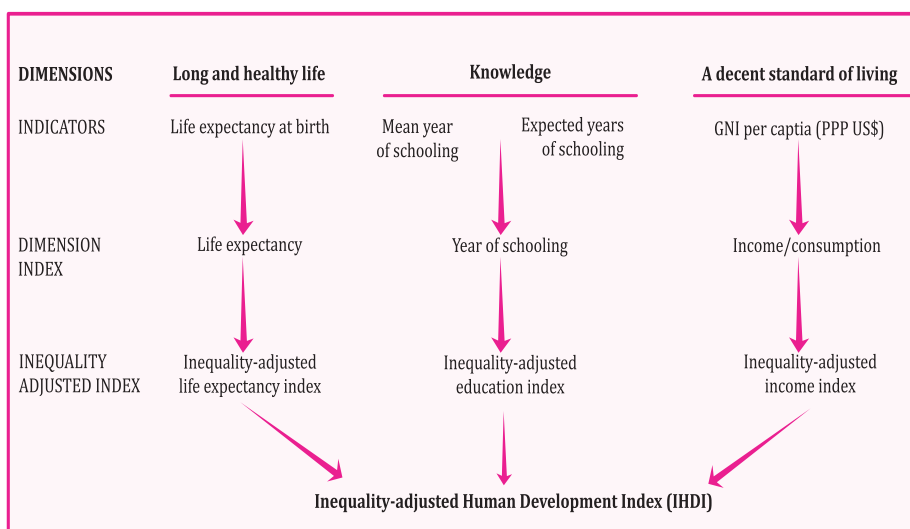 DIMENSIONS
Long and healthy life
Knowledge
A decent standard of living
INDICATORS
Life expectancy at birth
Mean year
of schooling
Expected years
of schooling
GNI per captia (PPP US$)
DIMENSION
INDEX
Life expectancy
Year of schooling
Income/consumption
INEQUALITY
ADJUSTED INDEX
Inequality-adjusted
life expectancy index
Inequality-adjusted
education index
Inequality-adjusted
income index
Inequality-adjusted Human Development Index (IHDI)